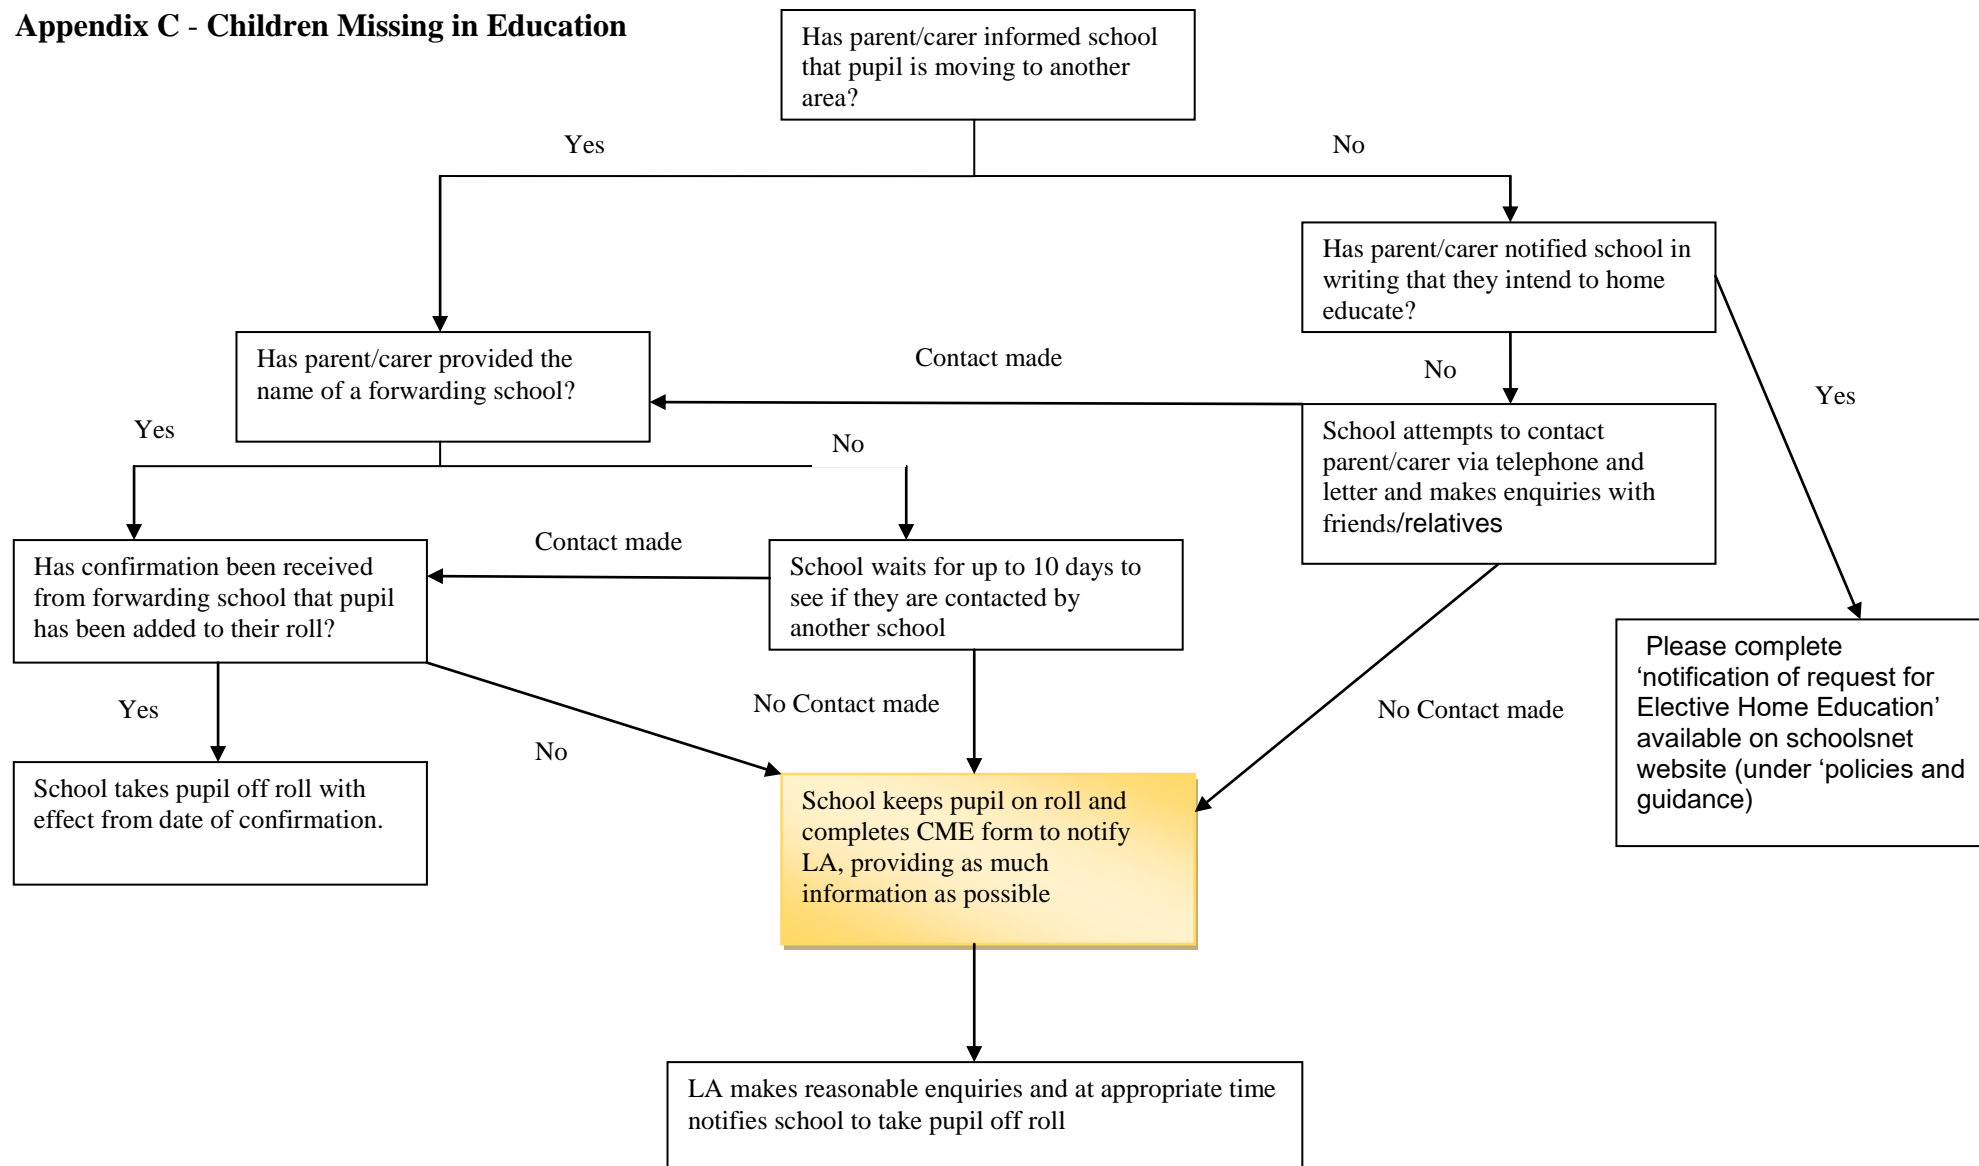 Appendix C - Children Missing in Education
Has parent/carer informed school
that pupil is moving to another
area?
Yes
No
Has parent/carer notified school in
writing that they intend to home
educate?
Has parent/carer provided the
name of a forwarding school?
Contact made
No
Yes
Yes
No
School attempts to contact
parent/carer via telephone and
letter and makes enquiries with
friends/relatives
Has confirmation been received
from forwarding school that pupil
has been added to their roll?
Contact made
School waits for up to 10 days to
see if they are contacted by
another school
Please complete
‘notification of request for
Elective Home Education’
available on schoolsnet
website (under ‘policies and
guidance)
Yes
No
No Contact made
No Contact made
School takes pupil off roll with
effect from date of confirmation.
School keeps pupil on roll and
completes CME form to notify
LA, providing as much
information as possible
LA makes reasonable enquiries and at appropriate time
notifies school to take pupil off roll